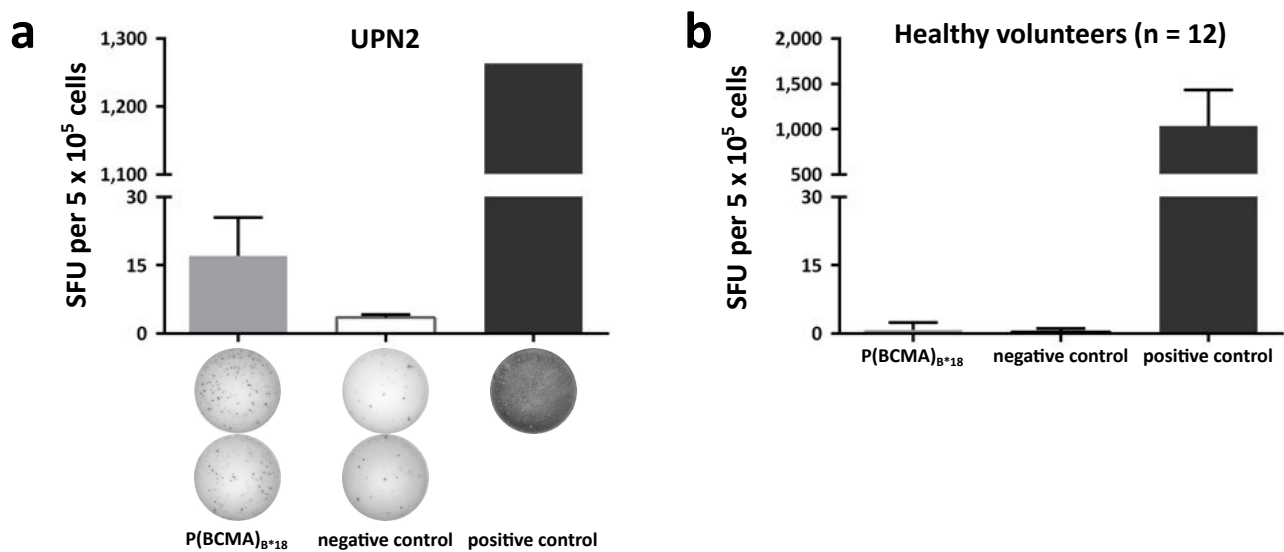 a
UPN2
SFU per 5 x 10⁵ cells
1,300
1,200
1,100
30
15
0
P(BCMA)B*18
negative control
positive control
b
Healthy volunteers (n = 12)
SFU per 5 x 10⁵ cells
2,000
1,500
1,000
500
30
15
0
P(BCMA)B*18
negative control
positive control